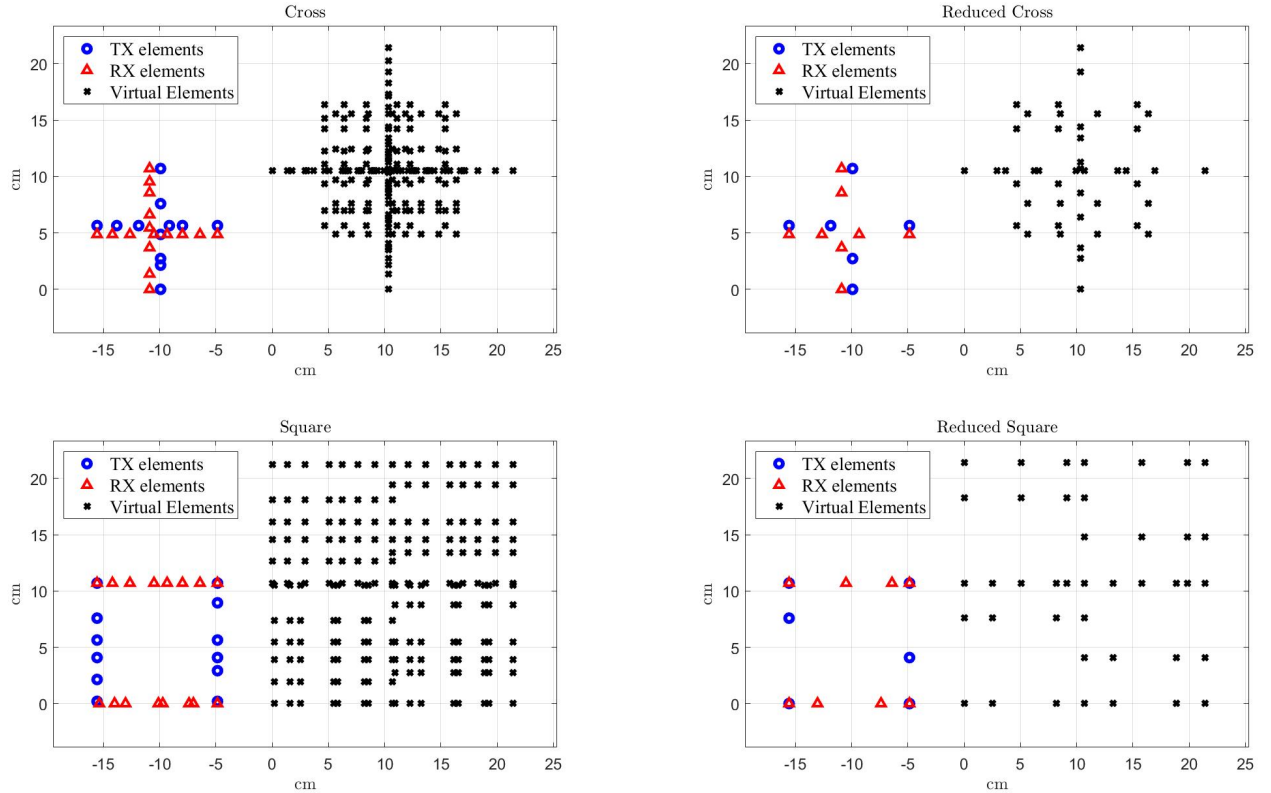 Cross
TX elements
RX elements
Virtual Elements
20
15
10
5
0
cm
-15 -10 -5 0 5 10 15 20 25
cm
Reduced Cross
TX elements
RX elements
Virtual Elements
20
15
10
5
0
cm
-15 -10 -5 0 5 10 15 20 25
cm
Square
TX elements
RX elements
Virtual Elements
20
15
10
5
0
cm
-15 -10 -5 0 5 10 15 20 25
cm
Reduced Square
TX elements
RX elements
Virtual Elements
20
15
10
5
0
cm
-15 -10 -5 0 5 10 15 20 25
cm